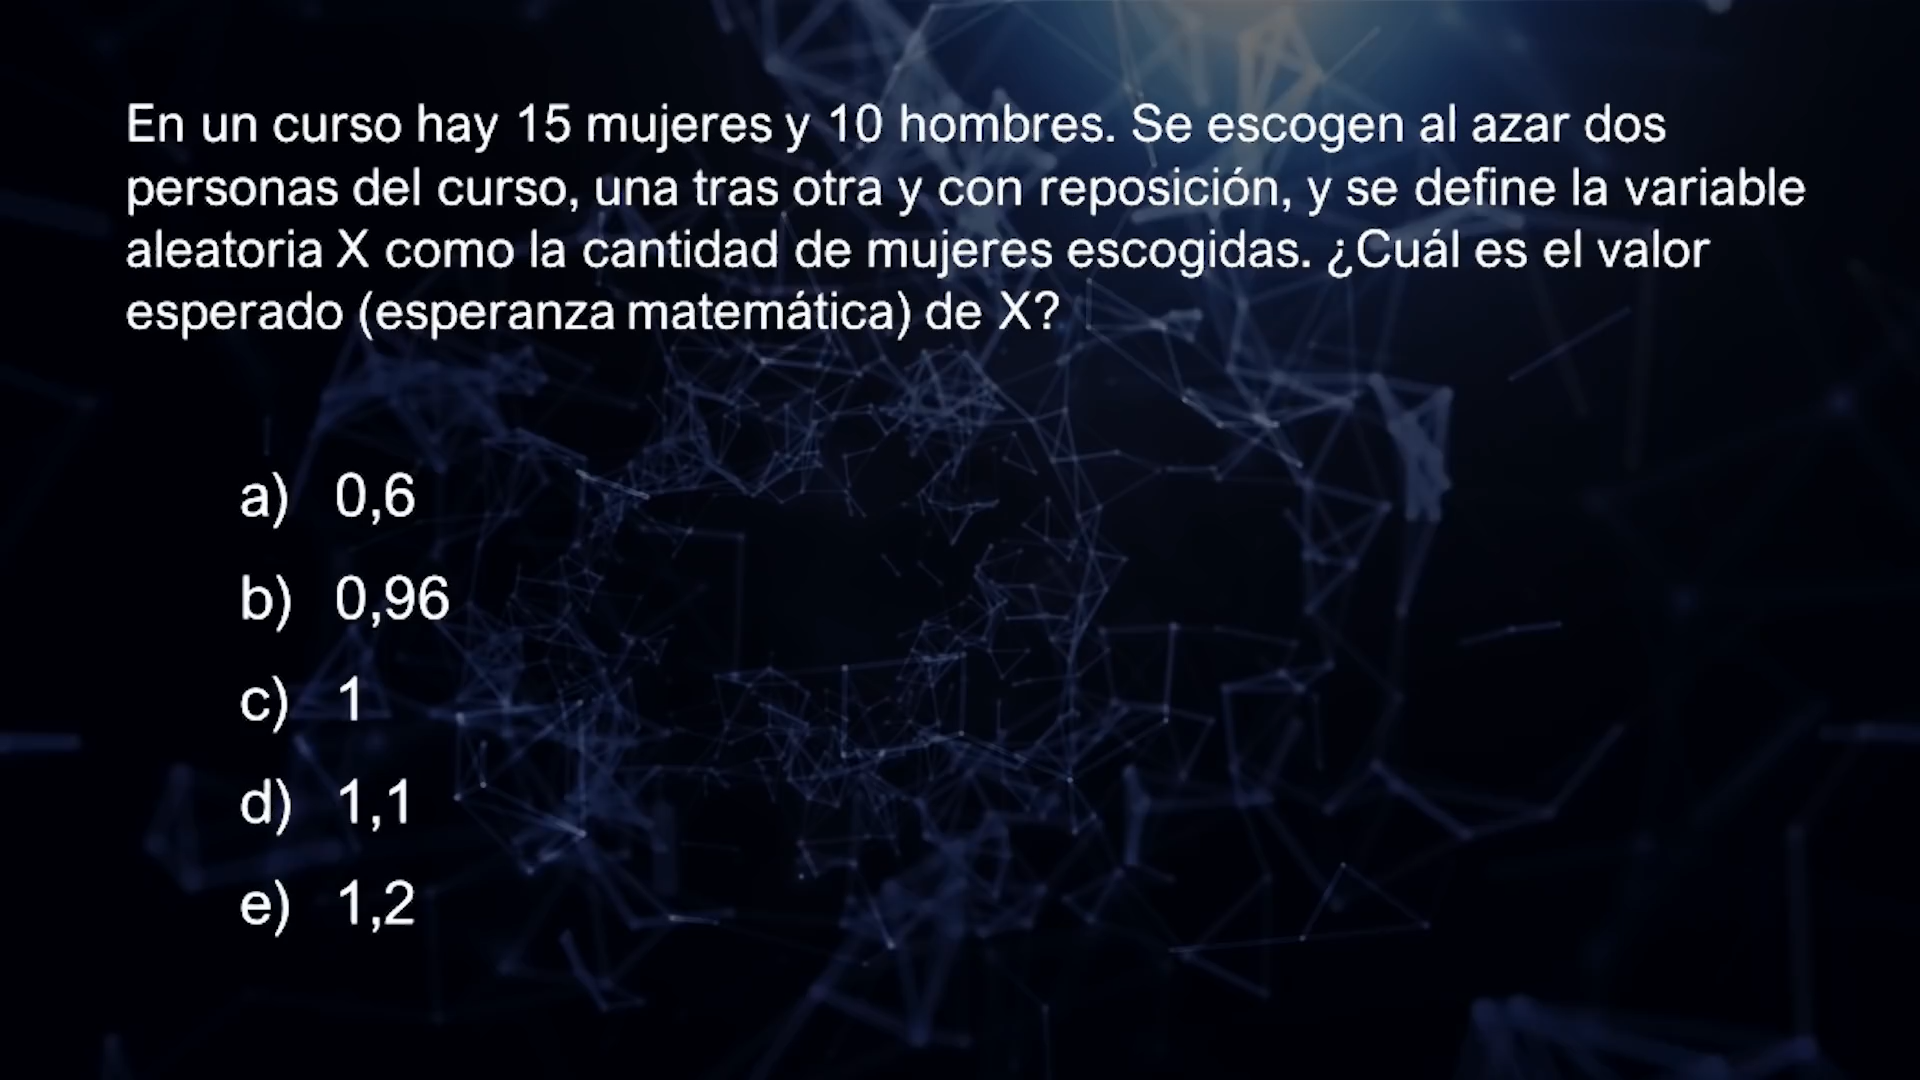 En un curso hay 15 mujeres y 10 hombres. Se escogen al azar dos
personas del curso, una tras otra y con reposición, y se define la variable
aleatoria X como la cantidad de mujeres escogidas. ¿Cuál es el valor
esperado (esperanza matemática) de X?
a) 0,6
b) 0,96
c) 1
d) 1,1
e) 1,2